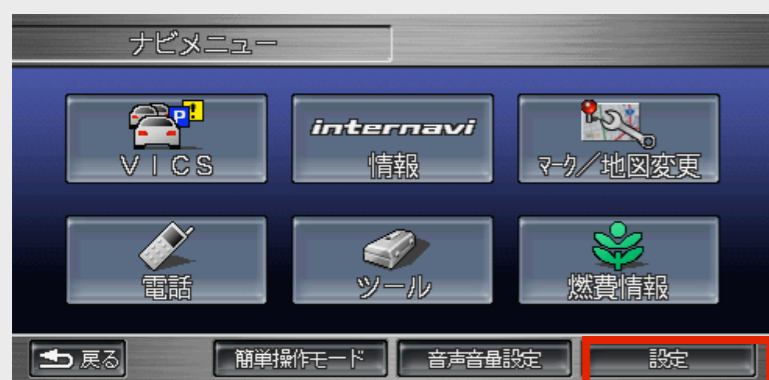 ナビメニュー
P!
VICS
internavi
情報
マーク/地図変更
電話
ツール
燃費情報
戻る
簡単操作モード
音声音量設定
設定